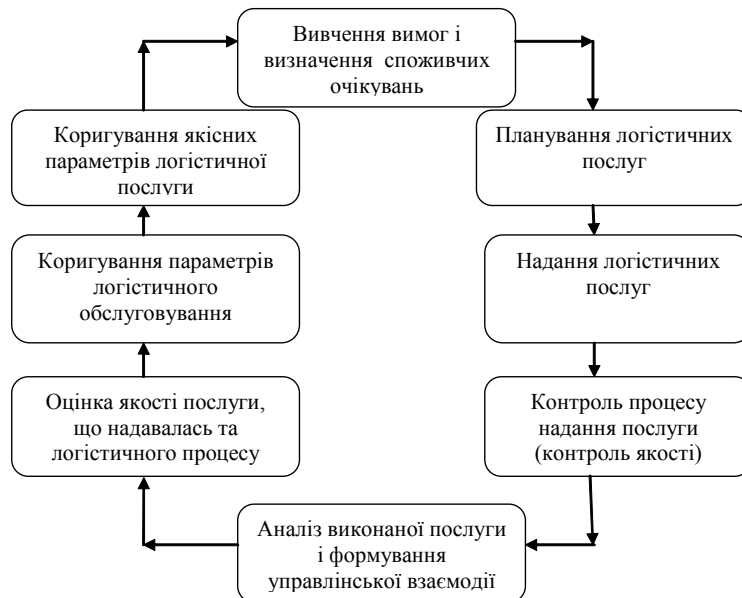 Вивчення вимог і
визначення споживчих
очікувань
Коригування якісних
параметрів логістичної
послуги
Планування логістичних
послуг
Коригування параметрів
логістичного
обслуговування
Надання логістичних
послуг
Оцінка якості послуги,
що надавалась та
логістичного процесу
Контроль процесу
надання послуги
(контроль якості)
Аналіз виконаної послуги
і формування
управлінської взаємодії